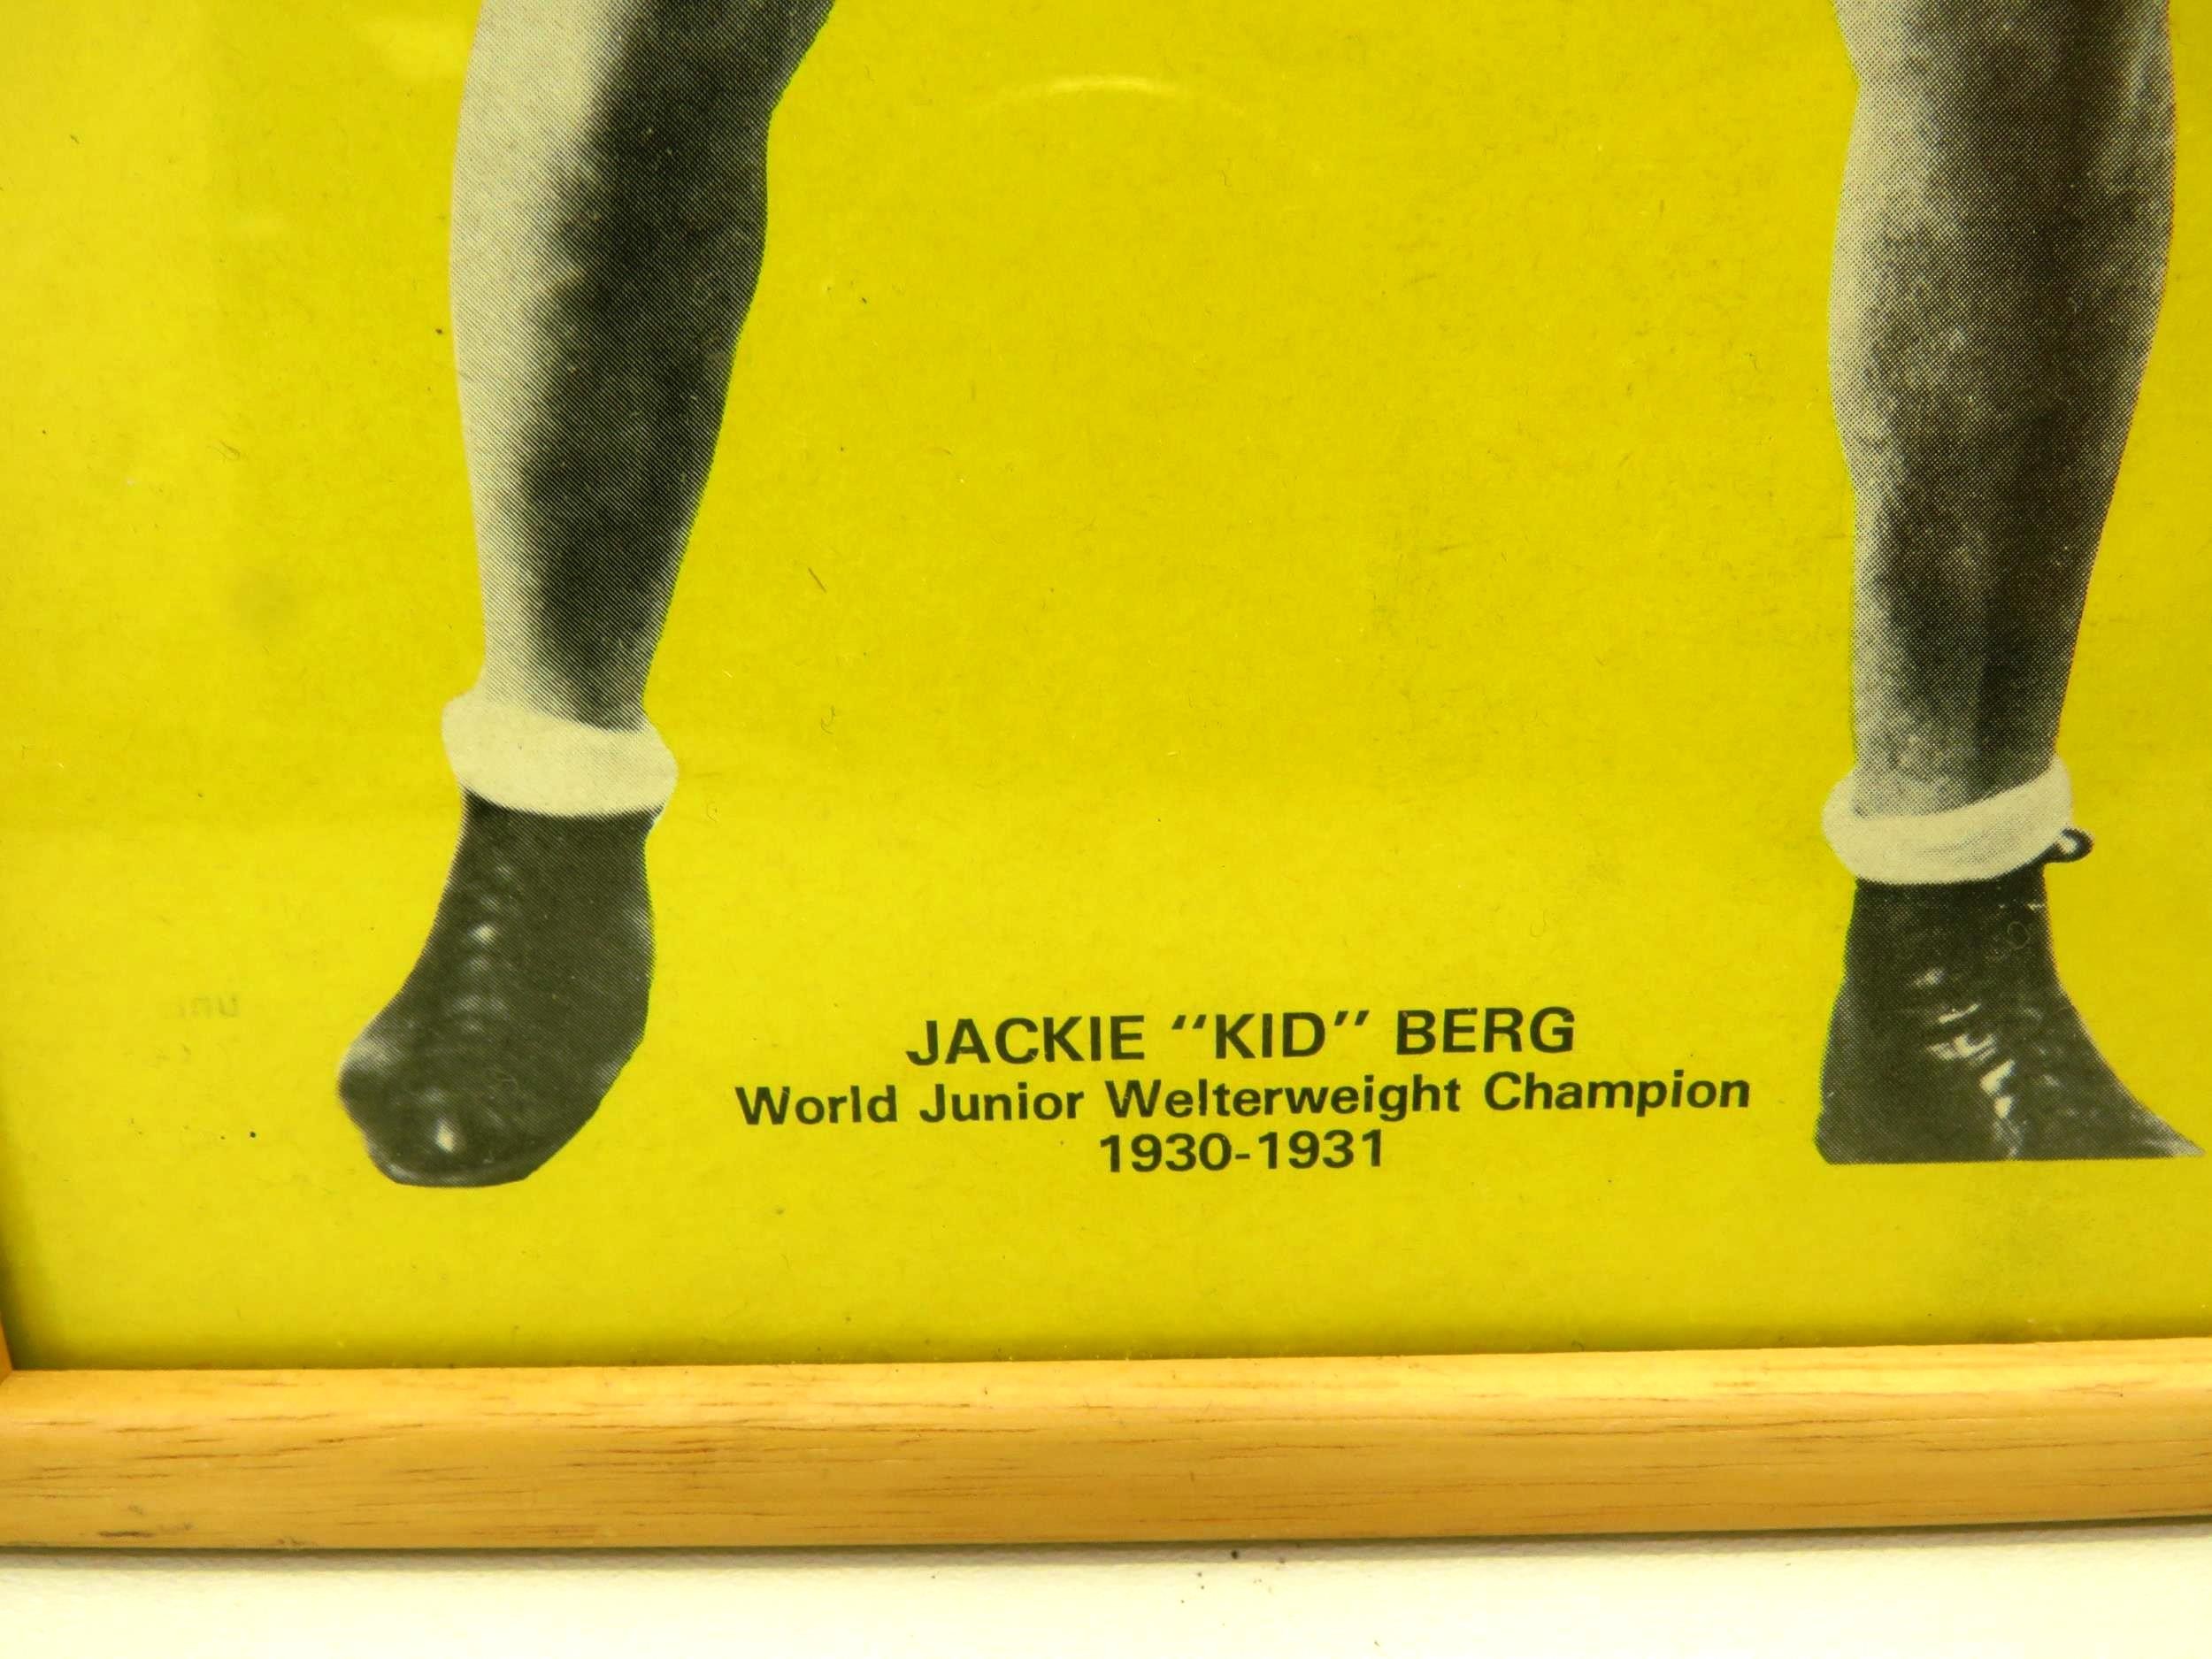 JACKIE "KID" BERG
World Junior Welterweight Champion
1930-1931